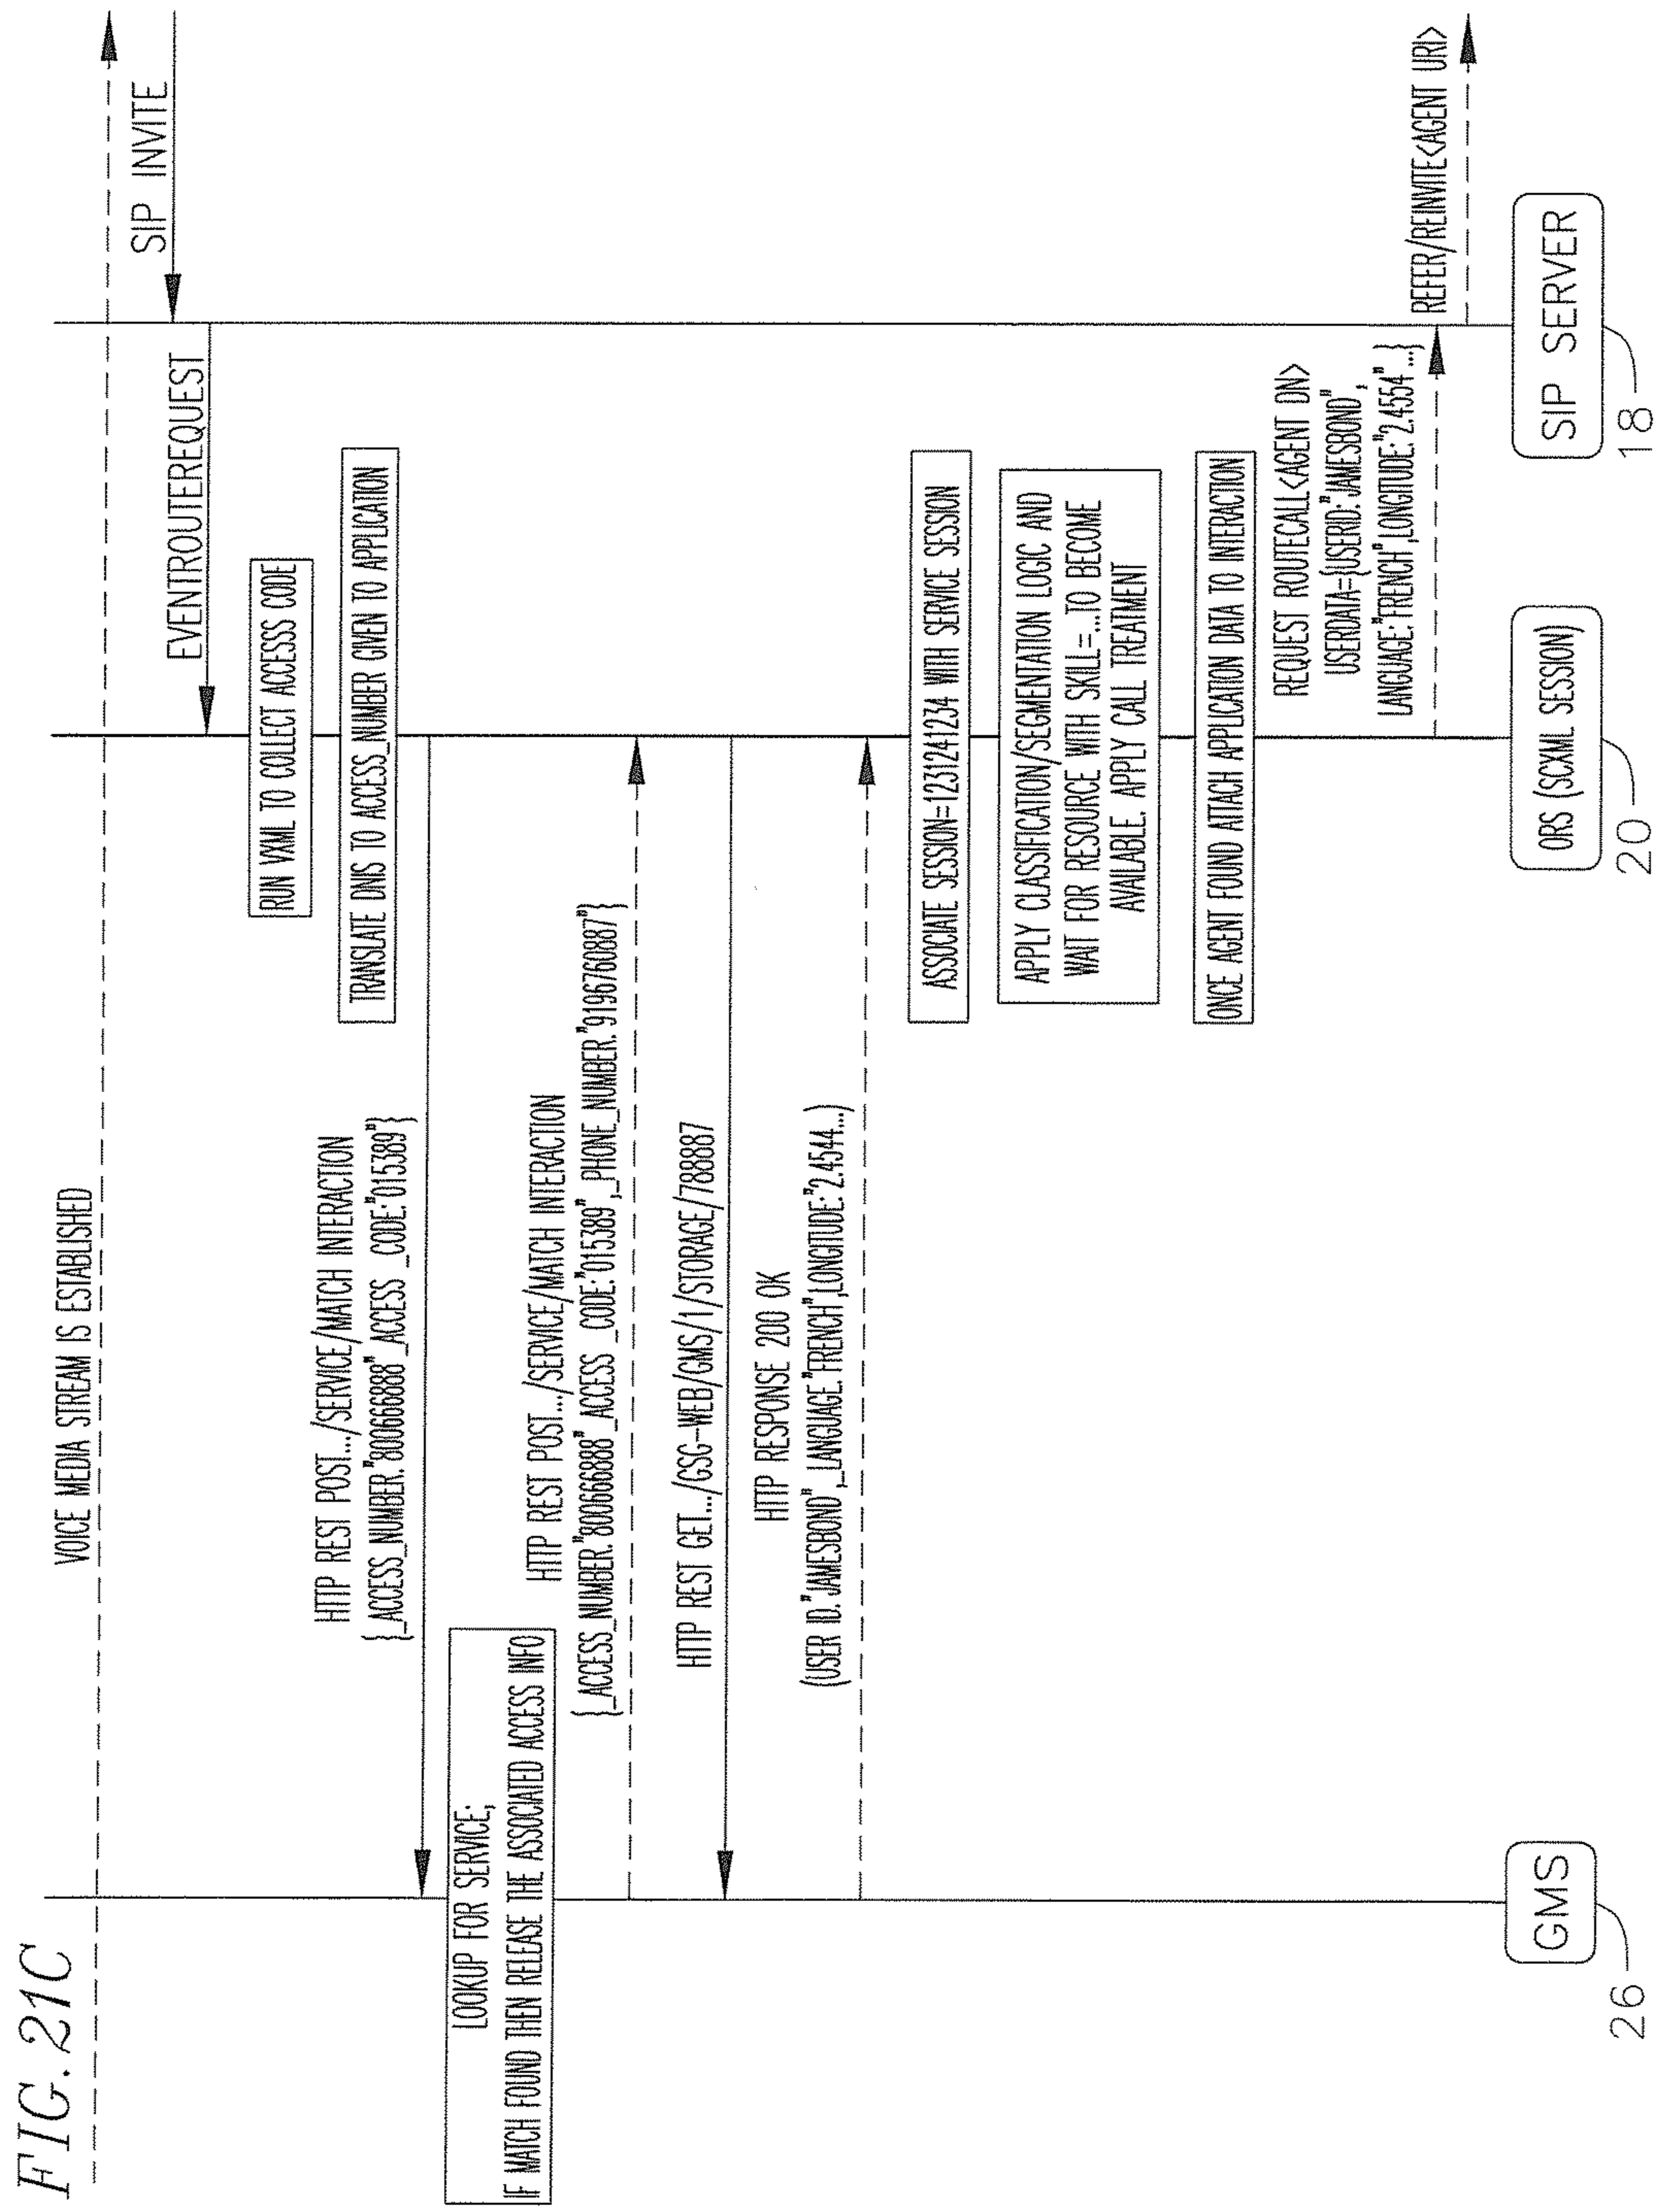 FIG. 21C
VOICE MEDIA STREAM IS ESTABLISHED
SIP INVITE
EVENTROUTEREQUEST
RUN VXML TO COLLECT ACCESSS CODE
TRANSLATE DNIS TO ACCESS_NUMBER GIVEN TO APPLICATION
HTTP REST POST.../SERVICE/MATCH INTERACTION
{_ACCESS_NUMBER:"80066888"_ACCESS _CODE:"015389"}
LOOKUP FOR SERVICE;
IF MATCH FOUND THEN RELEASE THE ASSOCIATED ACCESS INFO
HTTP REST POST.../SERVICE/MATCH INTERACTION
{_ACCESS_NUMBER:"80066888"_ACCESS _CODE:"015389",_PHONE_NUMBER."9196760887"}
HTTP REST GET.../GSG-WEB/GMS/1/STORAGE/788887
HTTP RESPONSE 200 OK
(USER ID."JAMESBOND",_LANGUAGE."FRENCH",LONGITUDE:"2.4544...)
ASSOCIATE SESSION=1231241234 WITH SERVICE SESSION
APPLY CLASSIFICATION/SEGMENTATION LOGIC AND
WAIT FOR RESOURCE WITH SKILL=...TO BECOME
AVAILABLE. APPLY CALL TREATMENT
ONCE AGENT FOUND ATTACH APPLICATION DATA TO INTERACTION
REQUEST ROUTECALL<AGENT DN>
USERDATA={USERID:"JAMESBOND",
LANGUAGE:"FRENCH",LONGITUDE:"2.4554"...}
REFER/REINVITE<AGENT URI>
GMS
26
ORS (SCXML SESSION)
20
SIP SERVER
18